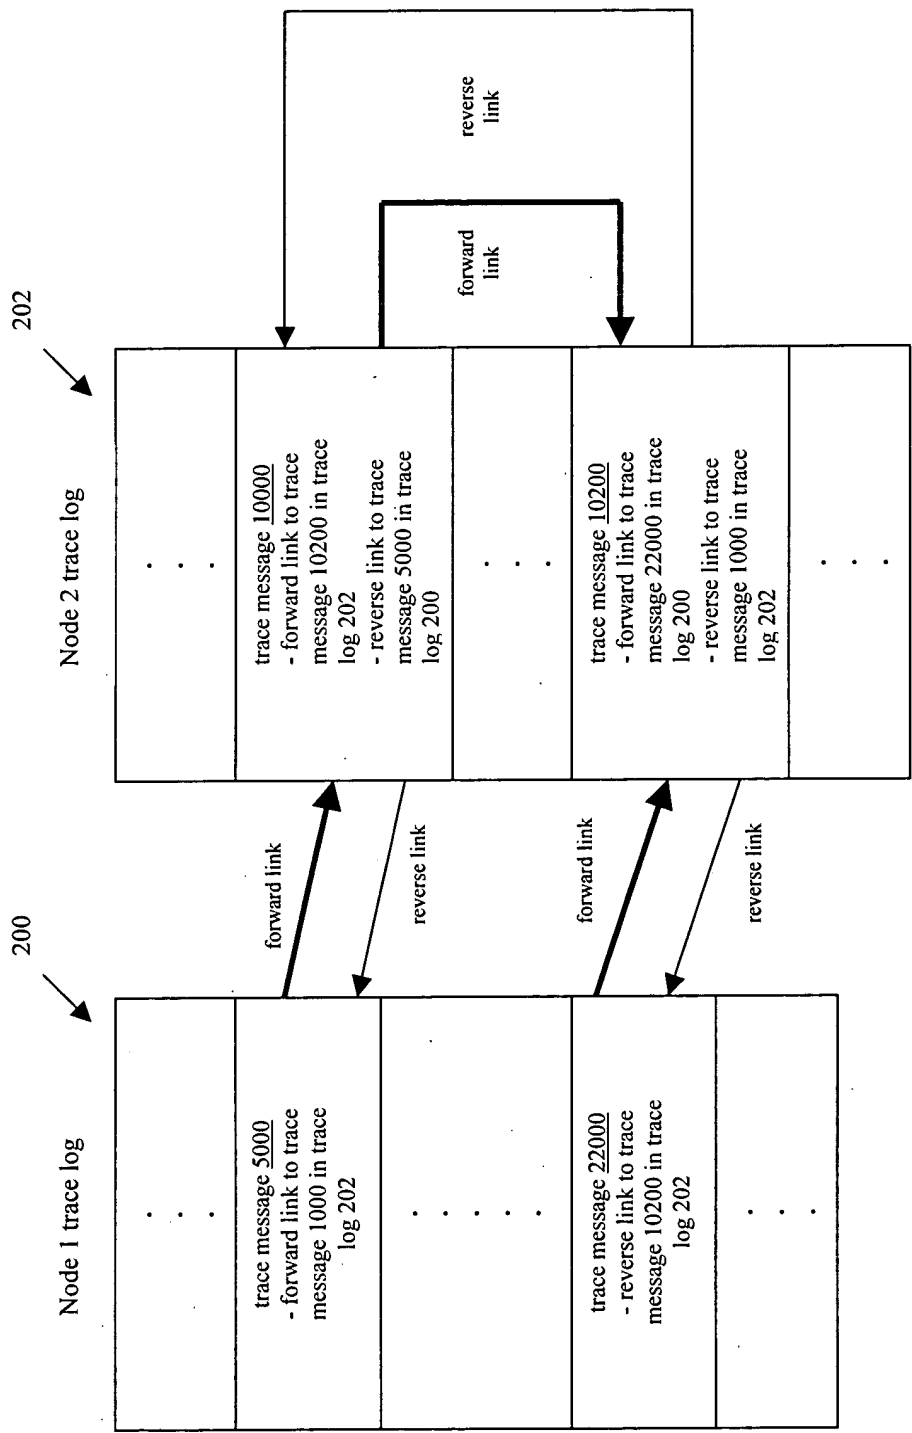 200
Node 1 trace log
. . .
trace message 5000
- forward link to trace
message 1000 in trace
log 202
. . . . .
trace message 22000
- reverse link to trace
message 10200 in trace
log 202
. . .
forward link
reverse link
forward link
reverse link
202
Node 2 trace log
. . .
trace message 10000
- forward link to trace
message 10200 in trace
log 202
- reverse link to trace
message 5000 in trace
log 200
. . .
trace message 10200
- forward link to trace
message 22000 in trace
log 200
- reverse link to trace
message 1000 in trace
log 202
. . .
forward
link
reverse
link